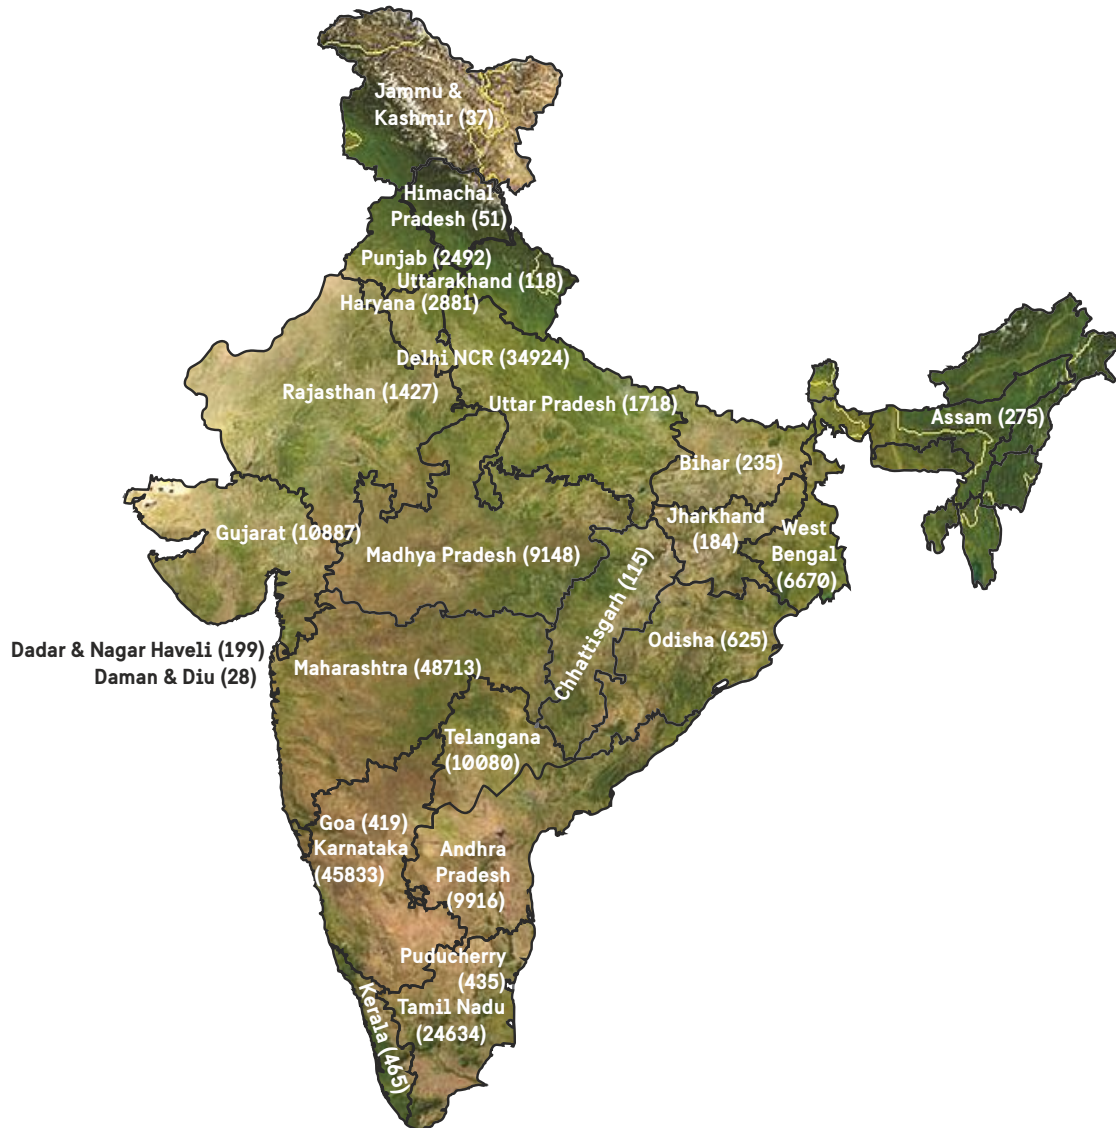 Jammu &
Kashmir (37)
Himachal
Pradesh (51)
Punjab (2492)
Uttarakhand (118)
Haryana (2881)
Delhi NCR (34924)
Rajasthan (1427)
Uttar Pradesh (1718)
Assam (275)
Bihar (235)
Gujarat (10887)
Madhya Pradesh (9148)
Jharkhand
(184)
West
Bengal
(6670)
Chhattisgarh (115)
Odisha (625)
Dadar & Nagar Haveli (199)
Daman & Diu (28)
Maharashtra (48713)
Telangana
(10080)
Goa (419)
Karnataka
(45833)
Andhra
Pradesh
(9916)
Puducherry
(435)
Tamil Nadu
(24634)
Kerala (465)